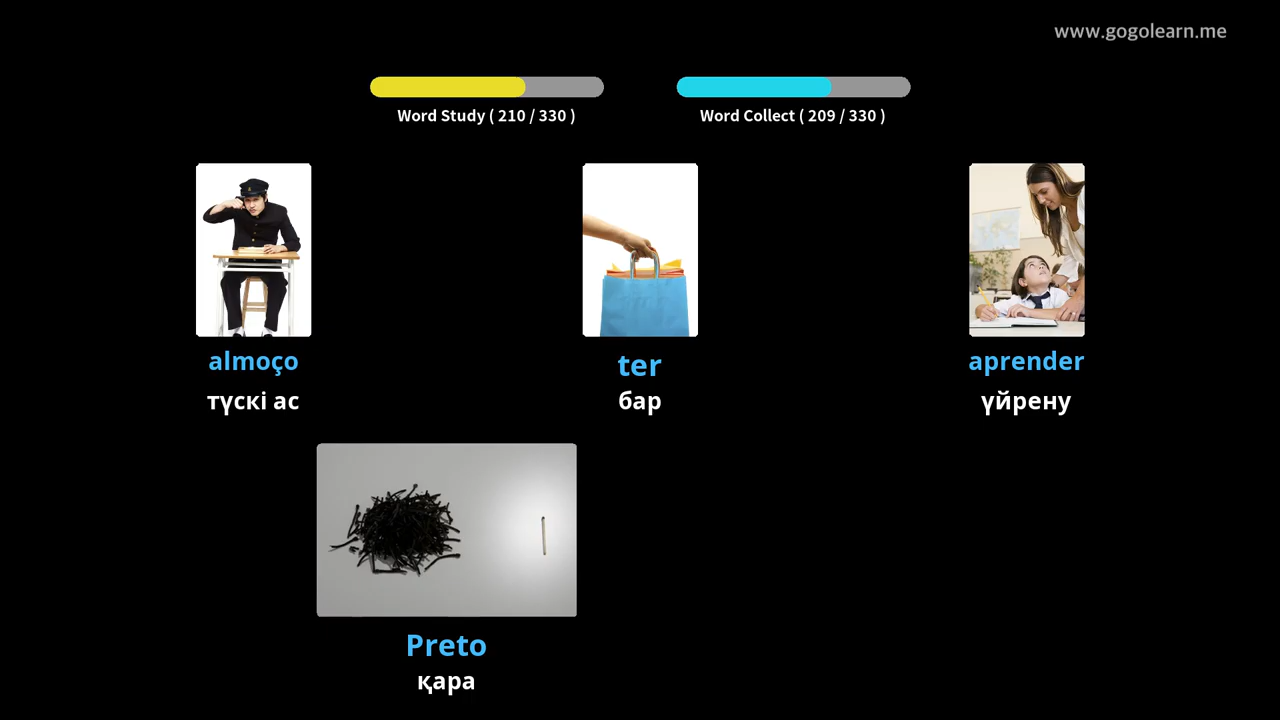 www.gogolearn.me
Word Study ( 210 / 330 )
Word Collect ( 209 / 330 )
almoço
түскі ас
ter
бар
aprender
үйрену
Preto
қара